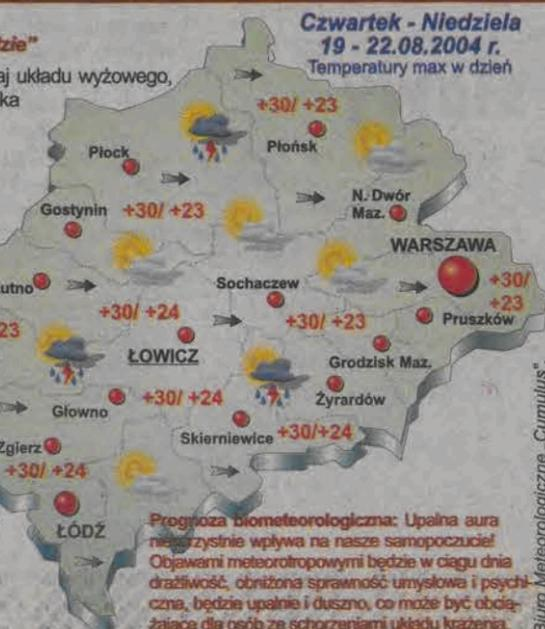 Czwartek - Niedziela
19 - 22.08.2004 r.
Temperatury max w dzień
zie”
aj układu wyżowego,
ka
+30/ +23
Płońsk
Płock
N. Dwór
Maz.
Gostynin +30/ +23
WARSZAWA
utno
Sochaczew
+30/
+23
+30/ +24
+30/ +23
Pruszków
23
ŁOWICZ
Grodzisk Maz.
Głowno
+30/ +24
Żyrardów
Skierniewice +30/+24
Zgierz
+30/ +24
ŁÓDŹ
Prognoza biometeorologiczna: Upalna aura
niekorzystnie wpływa na nasze samopoczucie!
Objawami meteorotropowymi będzie w ciągu dnia
drażliwość, obniżona sprawność umysłowa i psychi-
czna, będzie upalnie i duszno, co może być obcią-
żające dla osób ze schorzeniami układu krążenia.
Biuro Meteorologiczne „Cumulus”